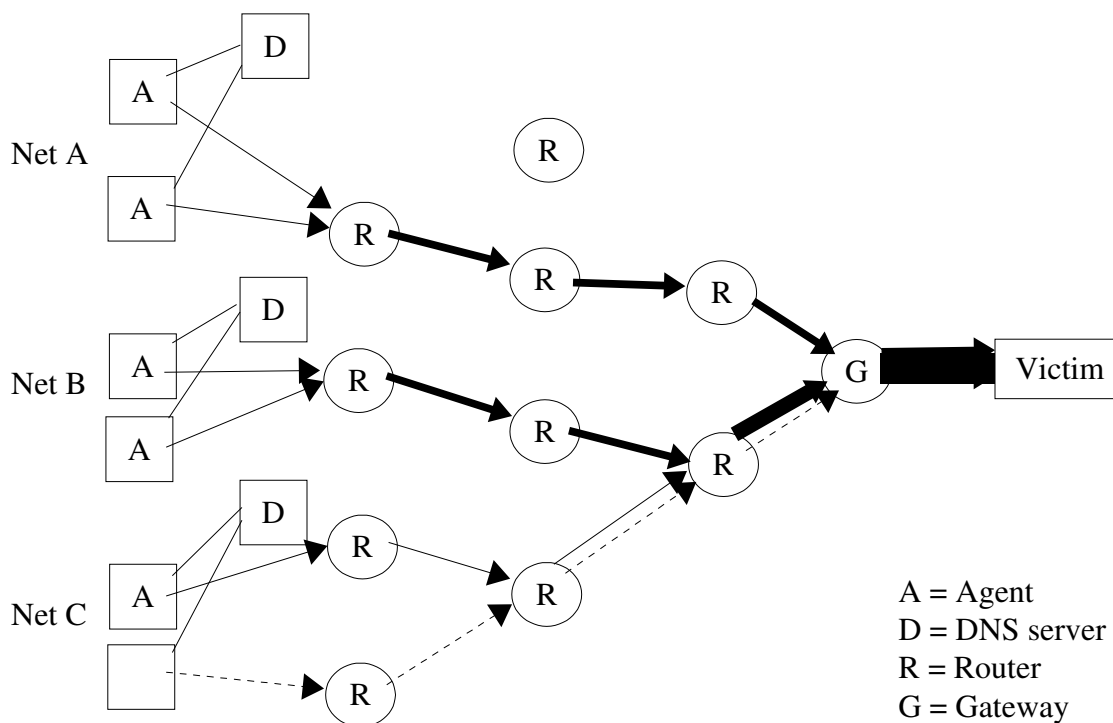 D
A
Net A
R
A
R
R
R
D
A
G
Victim
Net B
R
R
A
R
D
R
A
R
Net C
R
A = Agent
D = DNS server
R = Router
G = Gateway